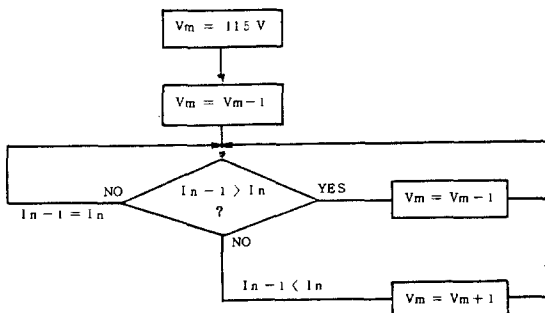 Vm = 115 V
Vm = Vm-1
NO
In-1 > In
YES
?
Vm = Vm-1
In-1 = In
NO
In-1 < In
Vm = Vm+1